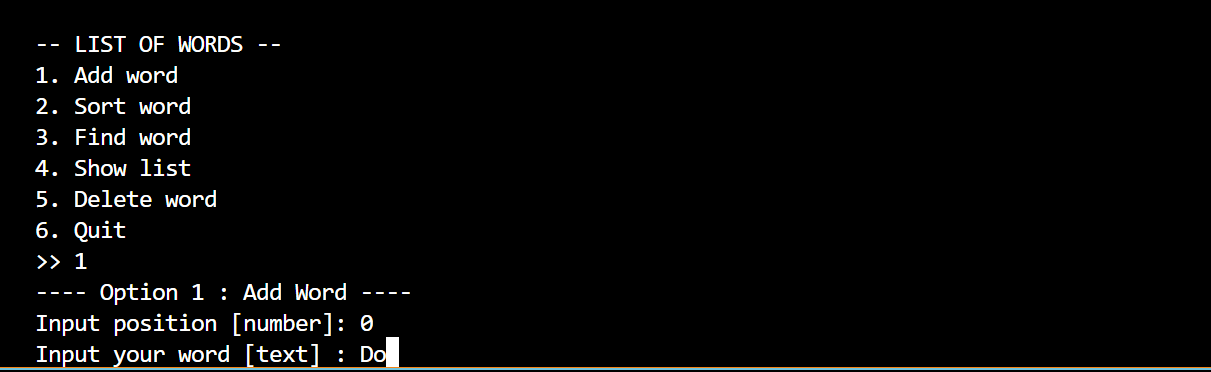 -- LIST OF WORDS --
1. Add word
2. Sort word
3. Find word
4. Show list
5. Delete word
6. Quit
>> 1
---- Option 1 : Add Word ----
Input position [number]: 0
Input your word [text] : Do